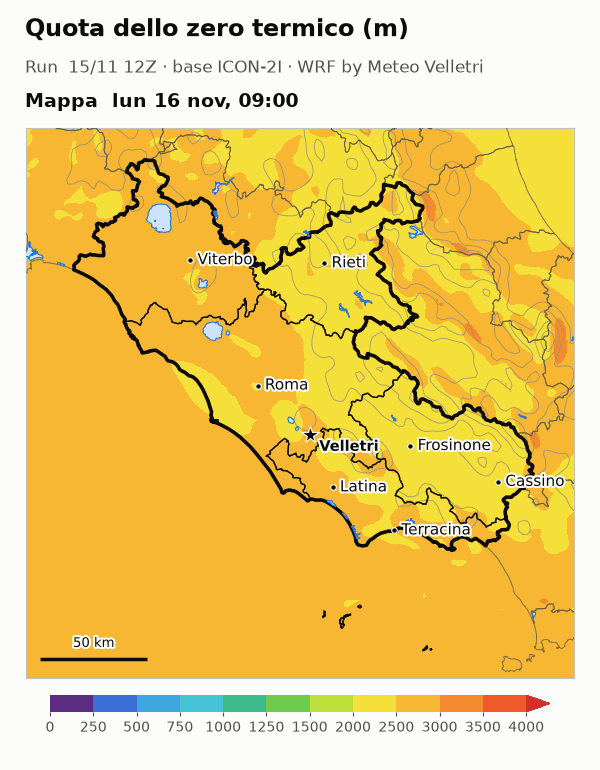 Quota dello zero termico (m)
Run  15/11 12Z · base ICON-2I · WRF by Meteo Velletri
Mappa  lun 16 nov, 09:00
Viterbo
Rieti
Roma
Velletri
Frosinone
Cassino
Latina
Terracina
50 km
0 250 500 750 1000 1250 1500 2000 2500 3000 3500 4000